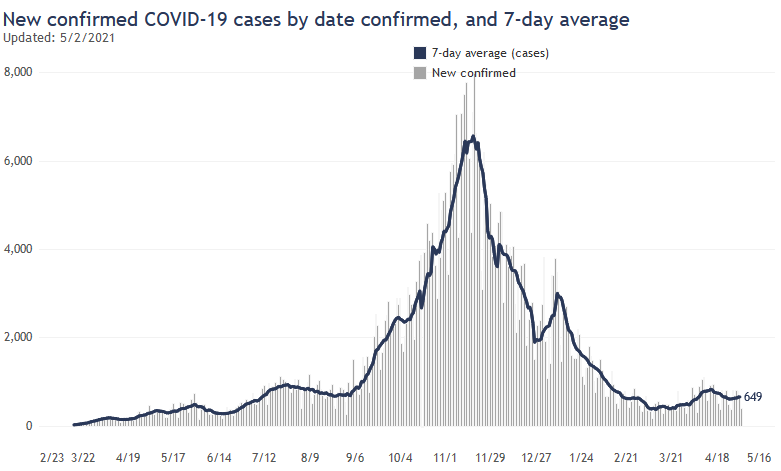 New confirmed COVID-19 cases by date confirmed, and 7-day average
Updated: 5/2/2021
7-day average (cases)
New confirmed
8,000
6,000
4,000
2,000
0
649
2/23 3/22 4/19 5/17 6/14 7/12 8/9 9/6 10/4 11/1 11/29 12/27 1/24 2/21 3/21 4/18 5/16